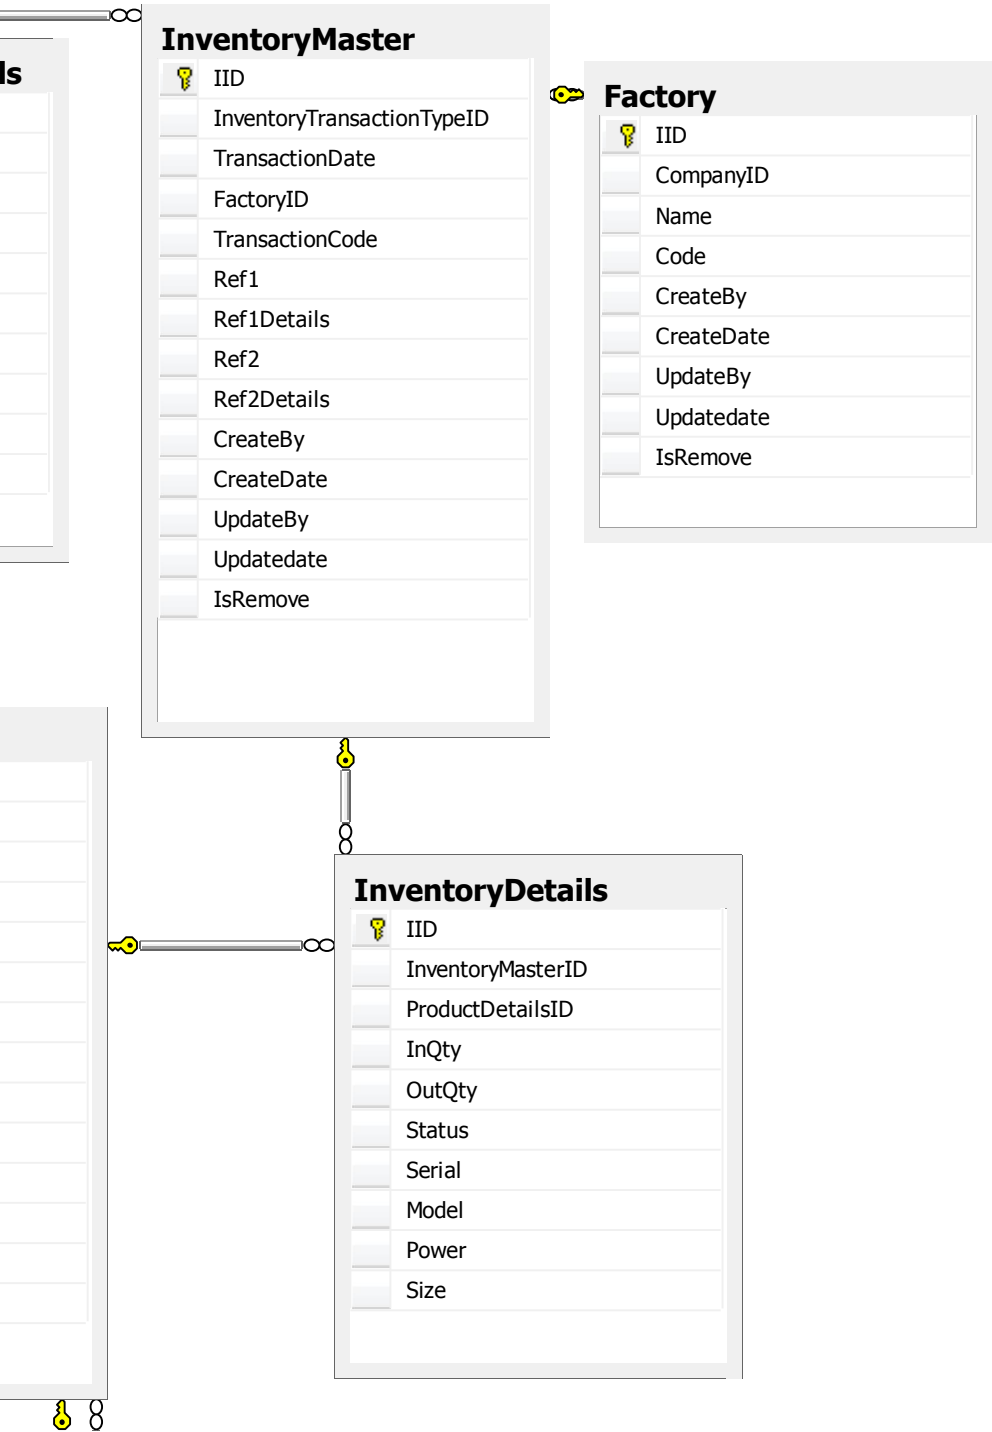 ls
InventoryMaster
IID
InventoryTransactionTypeID
TransactionDate
FactoryID
TransactionCode
Ref1
Ref1Details
Ref2
Ref2Details
CreateBy
CreateDate
UpdateBy
Updatedate
IsRemove
Factory
IID
CompanyID
Name
Code
CreateBy
CreateDate
UpdateBy
Updatedate
IsRemove
InventoryDetails
IID
InventoryMasterID
ProductDetailsID
InQty
OutQty
Status
Serial
Model
Power
Size